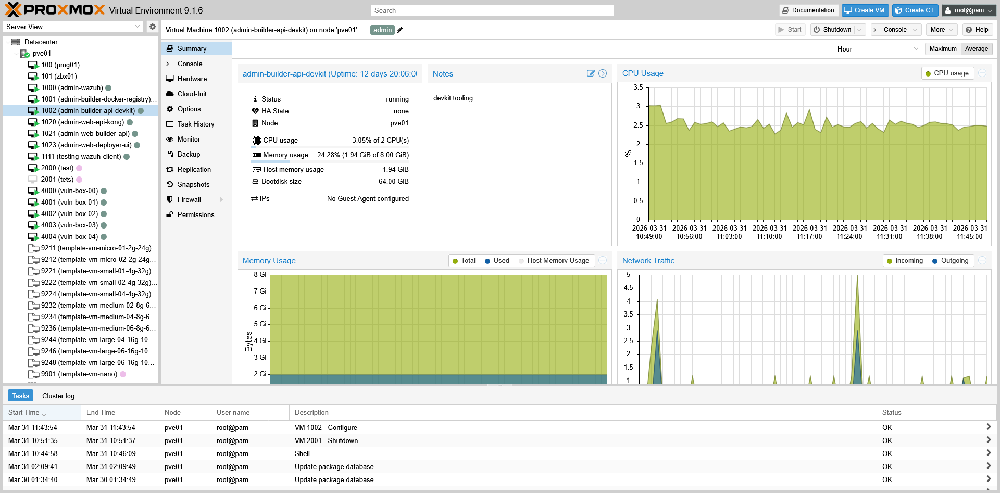 PROXMOX Virtual Environment 9.1.6
Search
Documentation
Create VM
Create CT
root@pam
Server View
Datacenter
pve01
100 (pmg01)
101 (zbx01)
1000 (admin-wazuh)
1001 (admin-builder-docker-registry)...
1002 (admin-builder-api-devkit)
1020 (admin-web-api-kong)
1021 (admin-web-builder-api)
1023 (admin-web-deployer-ui)
1111 (testing-wazuh-client)
2000 (test)
2001 (tets)
4000 (vuln-box-00)
4001 (vuln-box-01)
4002 (vuln-box-02)
4003 (vuln-box-03)
4004 (vuln-box-04)
9211 (template-vm-micro-01-2g-24g)...
9212 (template-vm-micro-02-2g-24g...
9221 (template-vm-small-01-4g-32g)...
9222 (template-vm-small-02-4g-32g)...
9224 (template-vm-small-04-4g-32g)...
9232 (template-vm-medium-02-8g-6...
9234 (template-vm-medium-04-8g-6...
9236 (template-vm-medium-06-8g-6...
9244 (template-vm-large-04-16g-10...
9246 (template-vm-large-06-16g-10...
9248 (template-vm-large-06-16g-10...
9901 (template-vm-nano)
Virtual Machine 1002 (admin-builder-api-devkit) on node 'pve01'
admin
Start
Shutdown
Console
More
Help
Summary
Console
Hardware
Cloud-Init
Options
Task History
Monitor
Backup
Replication
Snapshots
Firewall
Permissions
Hour
Maximum
Average
admin-builder-api-devkit (Uptime: 12 days 20:06:00
Status running
HA State none
Node pve01
CPU usage 3.05% of 2 CPU(s)
Memory usage 24.28% (1.94 GiB of 8.00 GiB)
Host memory usage 1.94 GiB
Bootdisk size 64.00 GiB
IPs No Guest Agent configured
Notes
devkit tooling
CPU Usage
CPU usage
3.5
3
2.5
2
1.5
1
0.5
0
%
2026-03-31 10:49:00
2026-03-31 10:56:00
2026-03-31 11:03:00
2026-03-31 11:10:00
2026-03-31 11:17:00
2026-03-31 11:24:00
2026-03-31 11:31:00
2026-03-31 11:38:00
2026-03-31 11:45:00
Memory Usage
Total
Used
Host Memory Usage
8 Gi
7 Gi
6 Gi
5 Gi
4 Gi
3 Gi
2 Gi
Bytes
Network Traffic
Incoming
Outgoing
5
4.5
4
3.5
3
2.5
2
1.5
1
Tasks
Cluster log
Start Time End Time Node User name Description Status
Mar 31 11:43:54 Mar 31 11:43:54 pve01 root@pam VM 1002 - Configure OK
Mar 31 10:51:35 Mar 31 10:51:37 pve01 root@pam VM 2001 - Shutdown OK
Mar 31 10:44:58 Mar 31 10:46:09 pve01 root@pam Shell OK
Mar 31 02:09:41 Mar 31 02:09:49 pve01 root@pam Update package database OK
Mar 30 01:34:40 Mar 30 01:34:49 pve01 root@pam Update package database OK